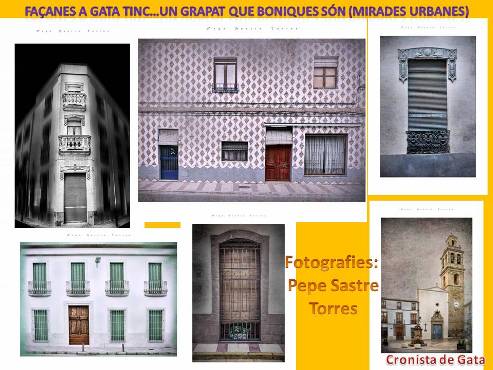 FAÇANES A GATA TINC...UN GRAPAT QUE BONIQUES SÓN (MIRADES URBANES)
Fotografies:
Pepe Sastre
Torres
Cronista de Gata